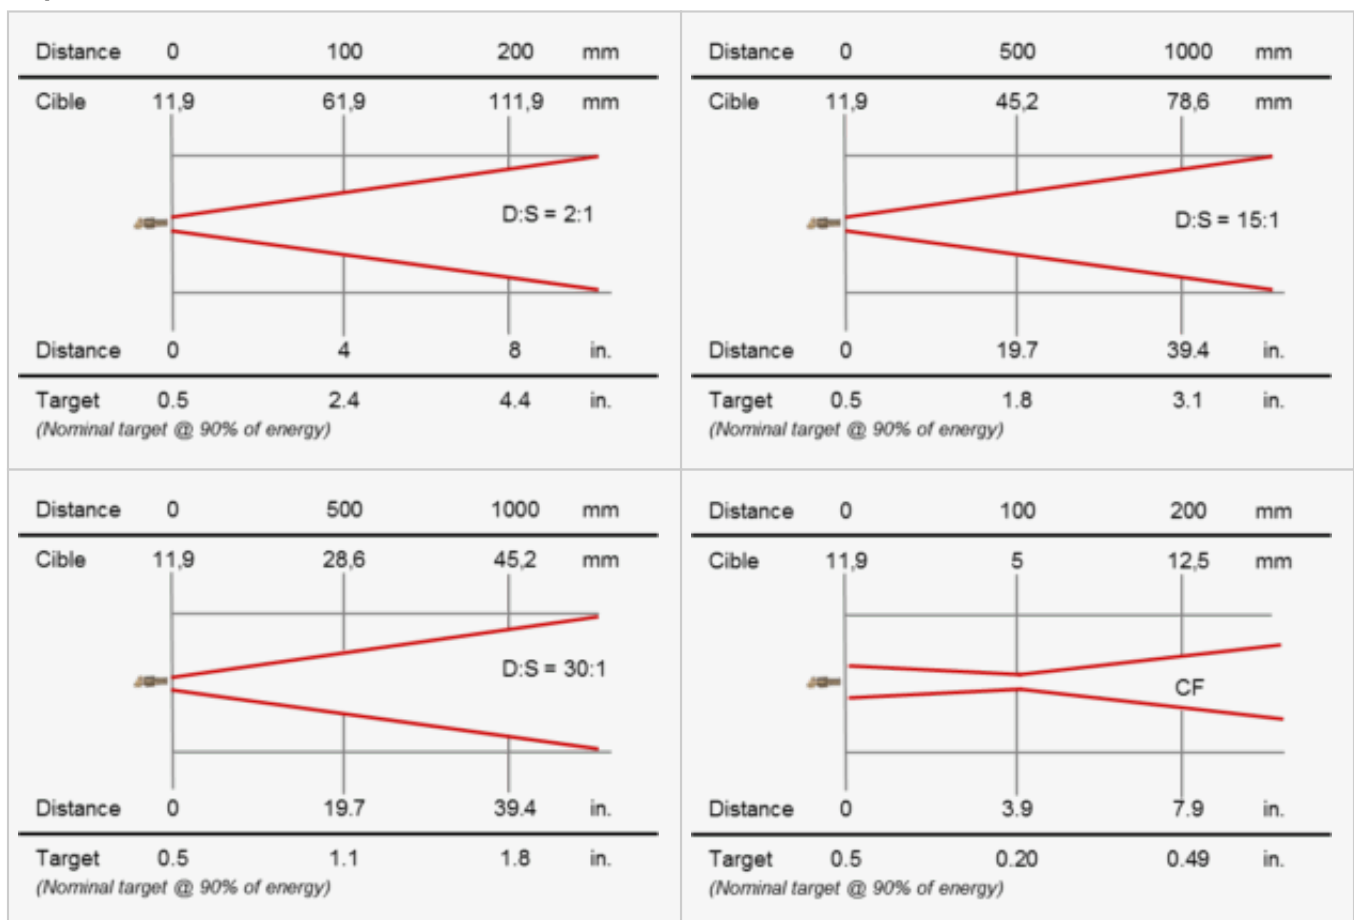 Distance 0 100 200 mm
Cible 11,9 61,9 111,9 mm
D:S = 2:1
Distance 0 4 8 in.
Target 0.5 2.4 4.4 in.
(Nominal target @ 90% of energy)
Distance 0 500 1000 mm
Cible 11,9 45,2 78,6 mm
D:S = 15:1
Distance 0 19.7 39.4 in.
Target 0.5 1.8 3.1 in.
(Nominal target @ 90% of energy)
Distance 0 500 1000 mm
Cible 11,9 28,6 45,2 mm
D:S = 30:1
Distance 0 19.7 39.4 in.
Target 0.5 1.1 1.8 in.
(Nominal target @ 90% of energy)
Distance 0 100 200 mm
Cible 11,9 5 12,5 mm
CF
Distance 0 3.9 7.9 in.
Target 0.5 0.20 0.49 in.
(Nominal target @ 90% of energy)